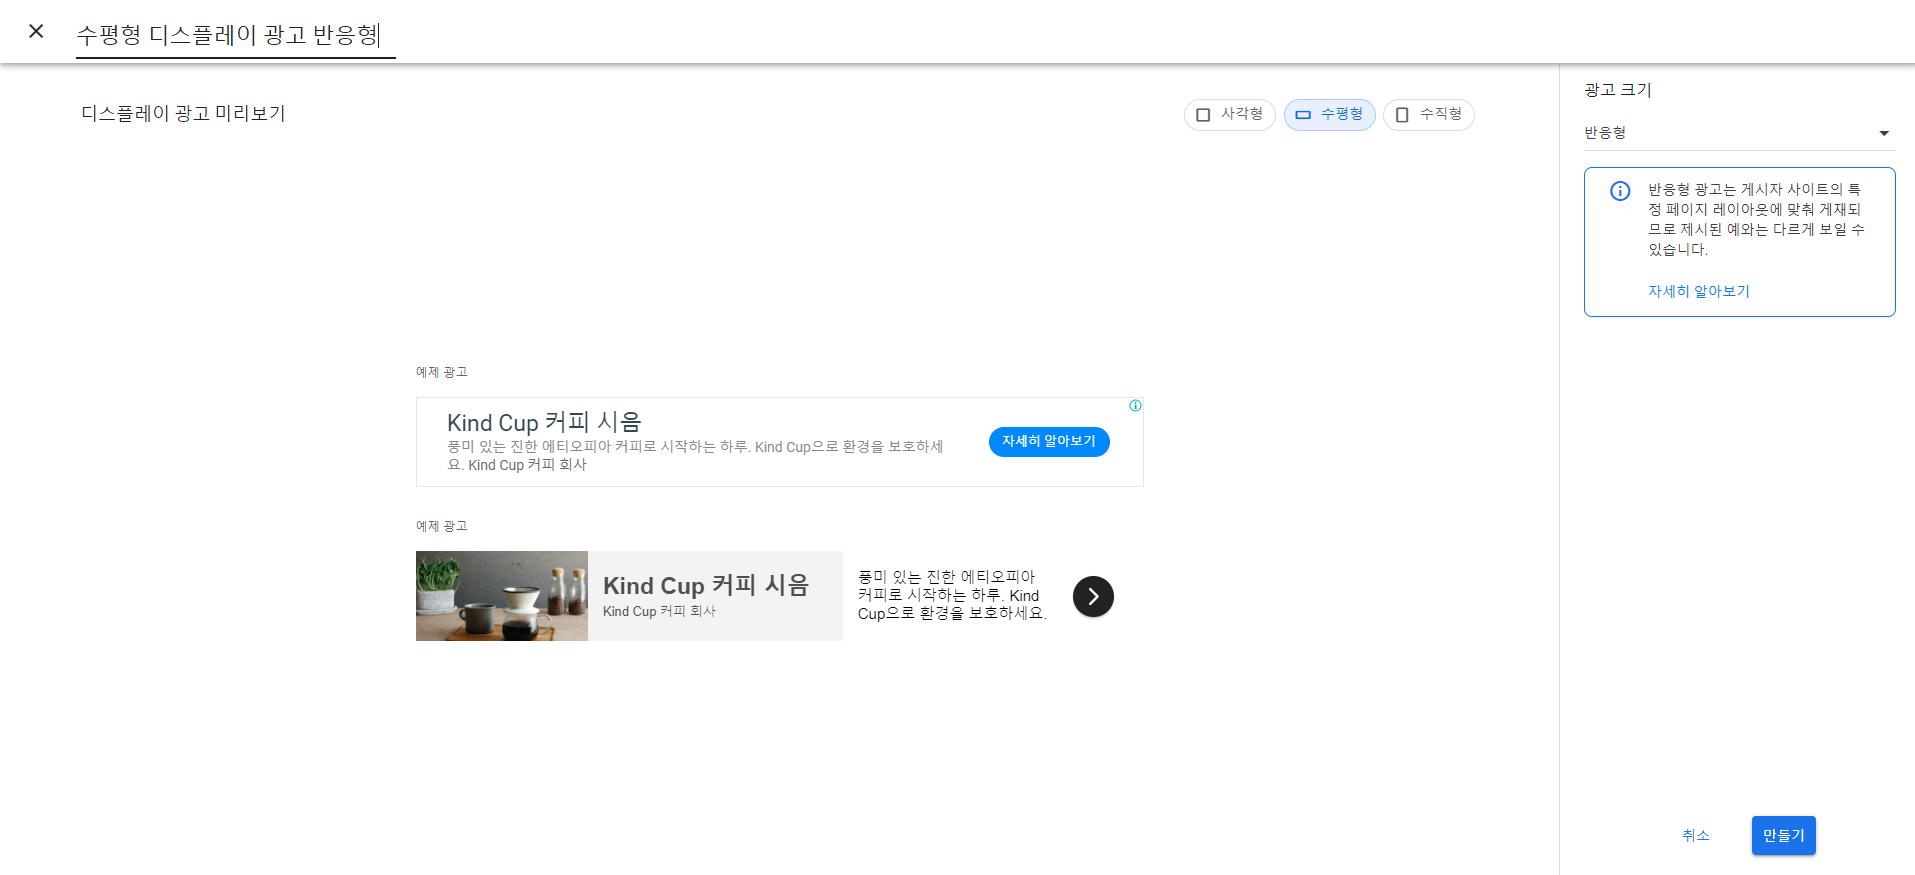 수평형 디스플레이 광고 반응형
디스플레이 광고 미리보기
사각형
수평형
수직형
예제 광고
Kind Cup 커피 시음
풍미 있는 진한 에티오피아 커피로 시작하는 하루. Kind Cup으로 환경을 보호하세
요. Kind Cup 커피 회사
자세히 알아보기
예제 광고
Kind Cup 커피 시음
Kind Cup 커피 회사
풍미 있는 진한 에티오피아
커피로 시작하는 하루. Kind
Cup으로 환경을 보호하세요.
광고 크기
반응형
반응형 광고는 게시자 사이트의 특
정 페이지 레이아웃에 맞춰 게재되
므로 제시된 예와는 다르게 보일 수
있습니다.
자세히 알아보기
취소
만들기